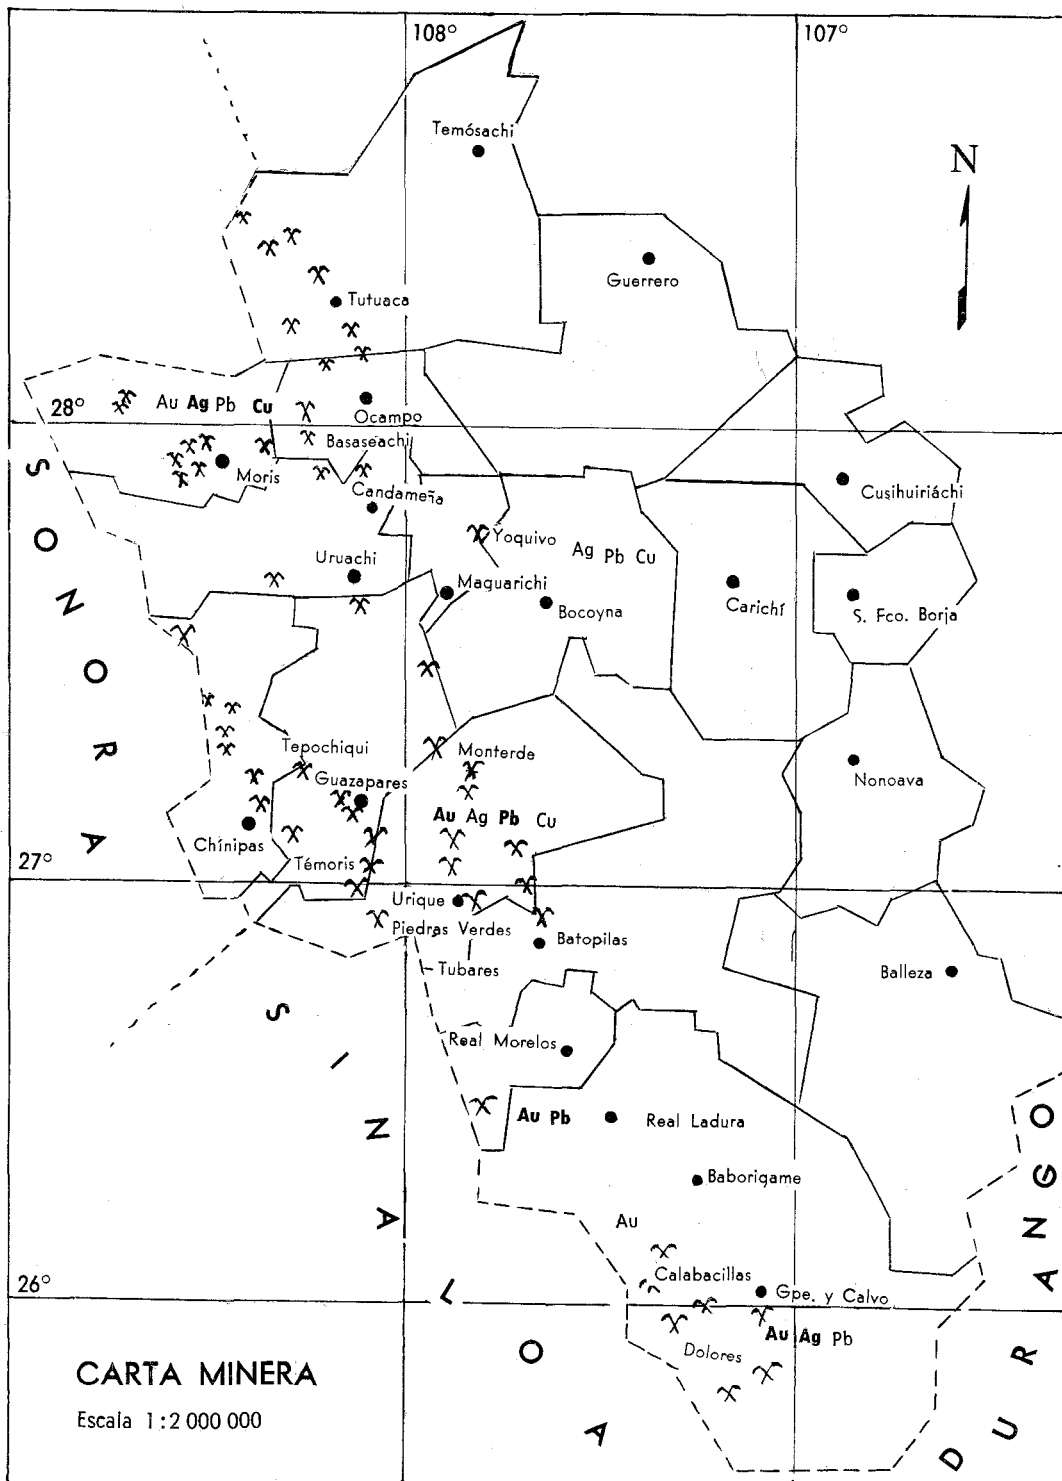 108°
107°
Temósachi
N
Guerrero
Tutuaca
Au Ag Pb Cu
28°
Ocampo
Basaseachi
Moris
Candameña
Cusihuiriáchi
Yoquivo
Ag Pb Cu
Uruachi
Maguarichi
Bocoyna
Carichí
S. Fco. Borja
SONORA
Tepochiqui
Monterde
Guazapares
Nonoava
Au Ag Pb Cu
Chínipas
Témoris
27°
Urique
Piedras Verdes
Batopilas
Tubares
Balleza
Real Morelos
Au Pb
Real Ladura
Baborigame
SINALOA
Au
Calabacillas
26°
Gpe. y Calvo
Au Ag Pb
Dolores
DURANGO
CARTA MINERA
Escala 1:2 000 000